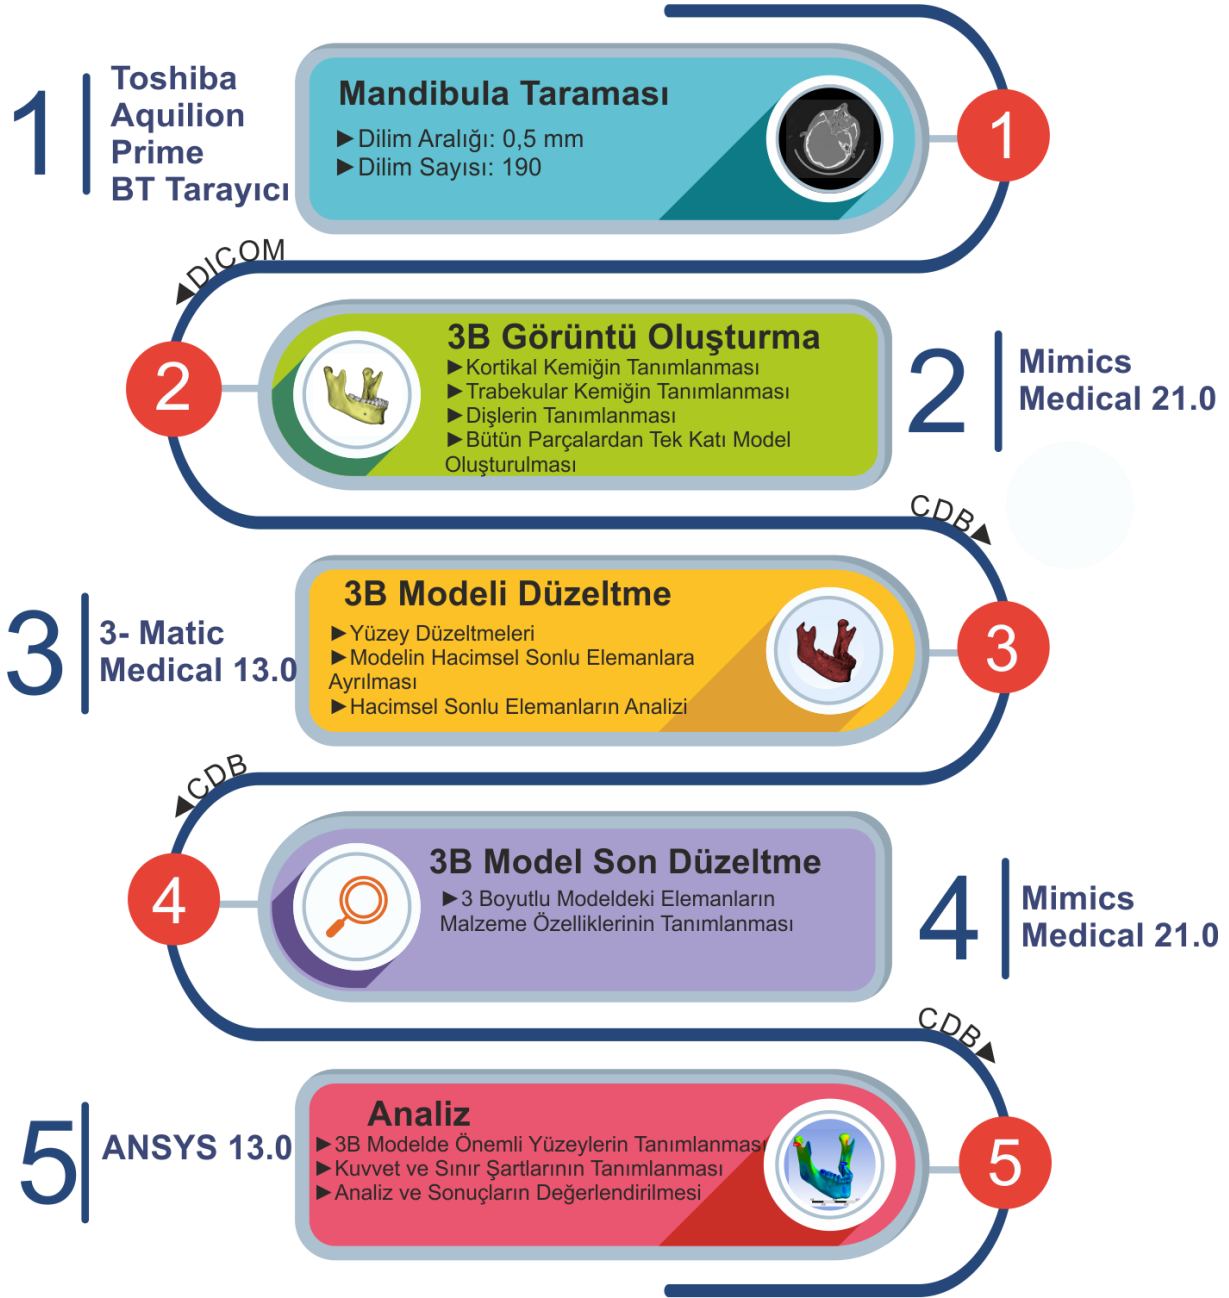 1
Toshiba
Aquilion
Prime
BT Tarayıcı
Mandibula Taraması
►Dilim Aralığı: 0,5 mm
►Dilim Sayısı: 190
1
◄DICOM
2
3B Görüntü Oluşturma
►Kortikal Kemiğin Tanımlanması
►Trabekular Kemiğin Tanımlanması
►Dişlerin Tanımlanması
►Bütün Parçalardan Tek Katı Model
Oluşturulması
2
Mimics
Medical 21.0
CDB►
3
3- Matic
Medical 13.0
3B Modeli Düzeltme
►Yüzey Düzeltmeleri
►Modelin Hacimsel Sonlu Elemanlara
Ayrılması
►Hacimsel Sonlu Elemanların Analizi
3
◄CDB
4
3B Model Son Düzeltme
►3 Boyutlu Modeldeki Elemanların
Malzeme Özelliklerinin Tanımlanması
4
Mimics
Medical 21.0
CDB►
5
ANSYS 13.0
Analiz
►3B Modelde Önemli Yüzeylerin Tanımlanması
►Kuvvet ve Sınır Şartlarının Tanımlanması
►Analiz ve Sonuçların Değerlendirilmesi
5